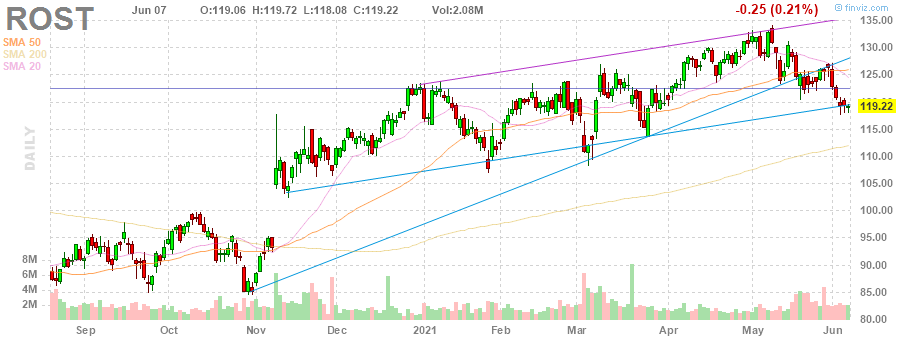 ROST Jun 07 O:119.06 H:119.72 L:118.08 C:119.22 Vol:2.08M -0.25 (0.21%)
© finviz.com
SMA 50
SMA 200
SMA 20
DAILY
135.00
130.00
125.00
119.22
115.00
110.00
105.00
100.00
95.00
90.00
85.00
80.00
8M
6M
4M
2M
Sep Oct Nov Dec 2021 Feb Mar Apr May Jun